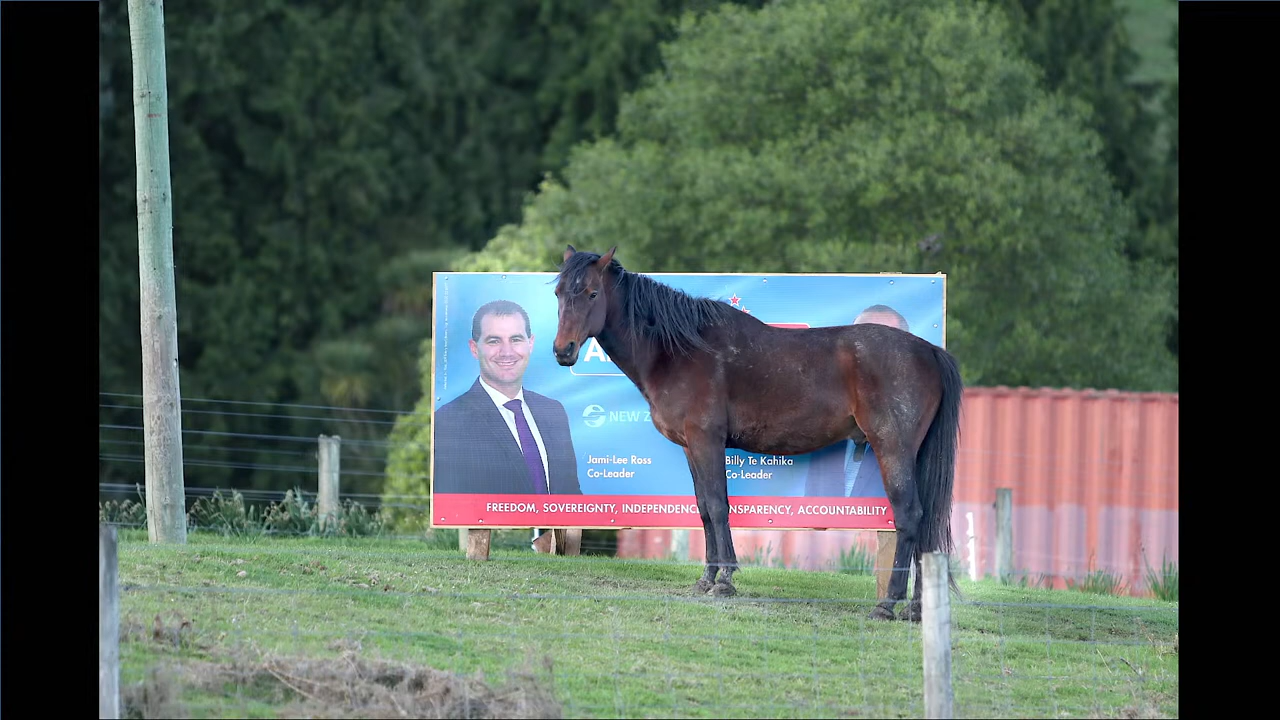 NEW Z
Jami-Lee Ross
Co-Leader
Billy Te Kahika
Co-Leader
FREEDOM, SOVEREIGNTY, INDEPENDENC NSPARENCY, ACCOUNTABILITY